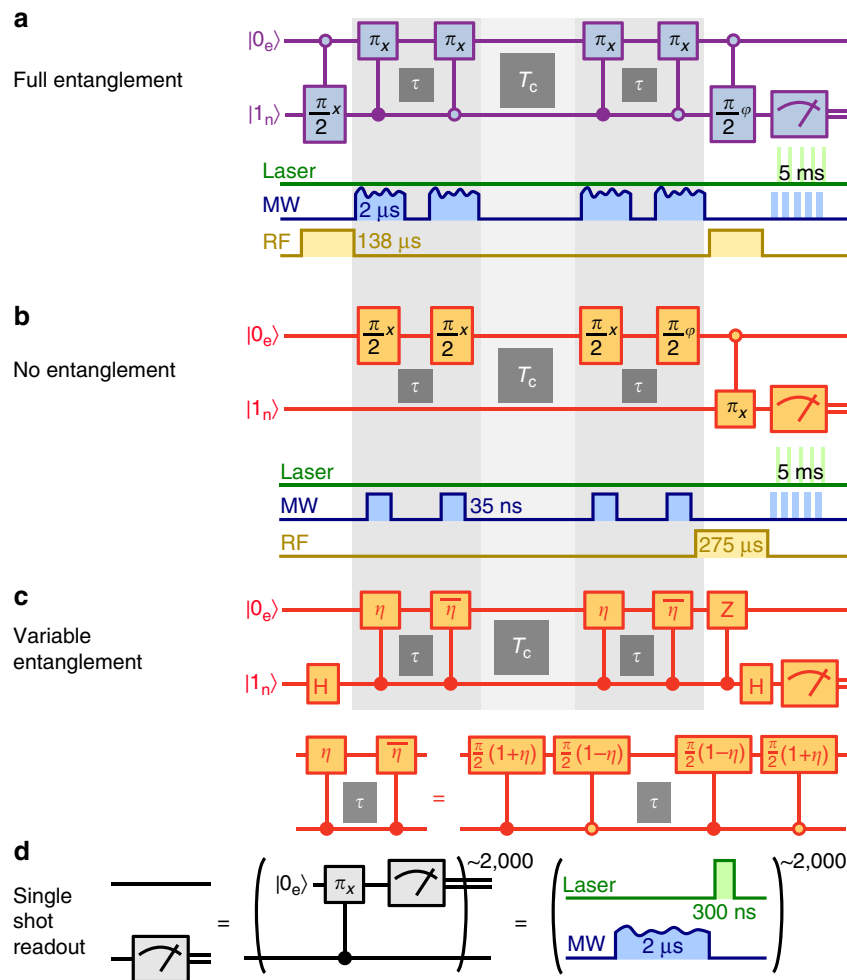 a
Full entanglement
|0e⟩ πx πx πx πx
τ Tc τ
|1n⟩ π/2 x π/2 φ
Laser 5 ms
MW 2 µs
RF 138 µs
b
No entanglement
|0e⟩ π/2 x π/2 x π/2 x π/2 φ
τ Tc τ
|1n⟩ πx
Laser 5 ms
MW 35 ns
RF 275 µs
c
Variable
entanglement
|0e⟩ η η̅ η η̅ Z
τ Tc τ
|1n⟩ H H
η η̅ π/2(1+η) π/2(1−η) π/2(1−η) π/2(1+η)
τ = τ
d
Single
shot
readout
= ( |0e⟩ πx )~2,000 = ( Laser 300 ns
MW 2 µs )~2,000